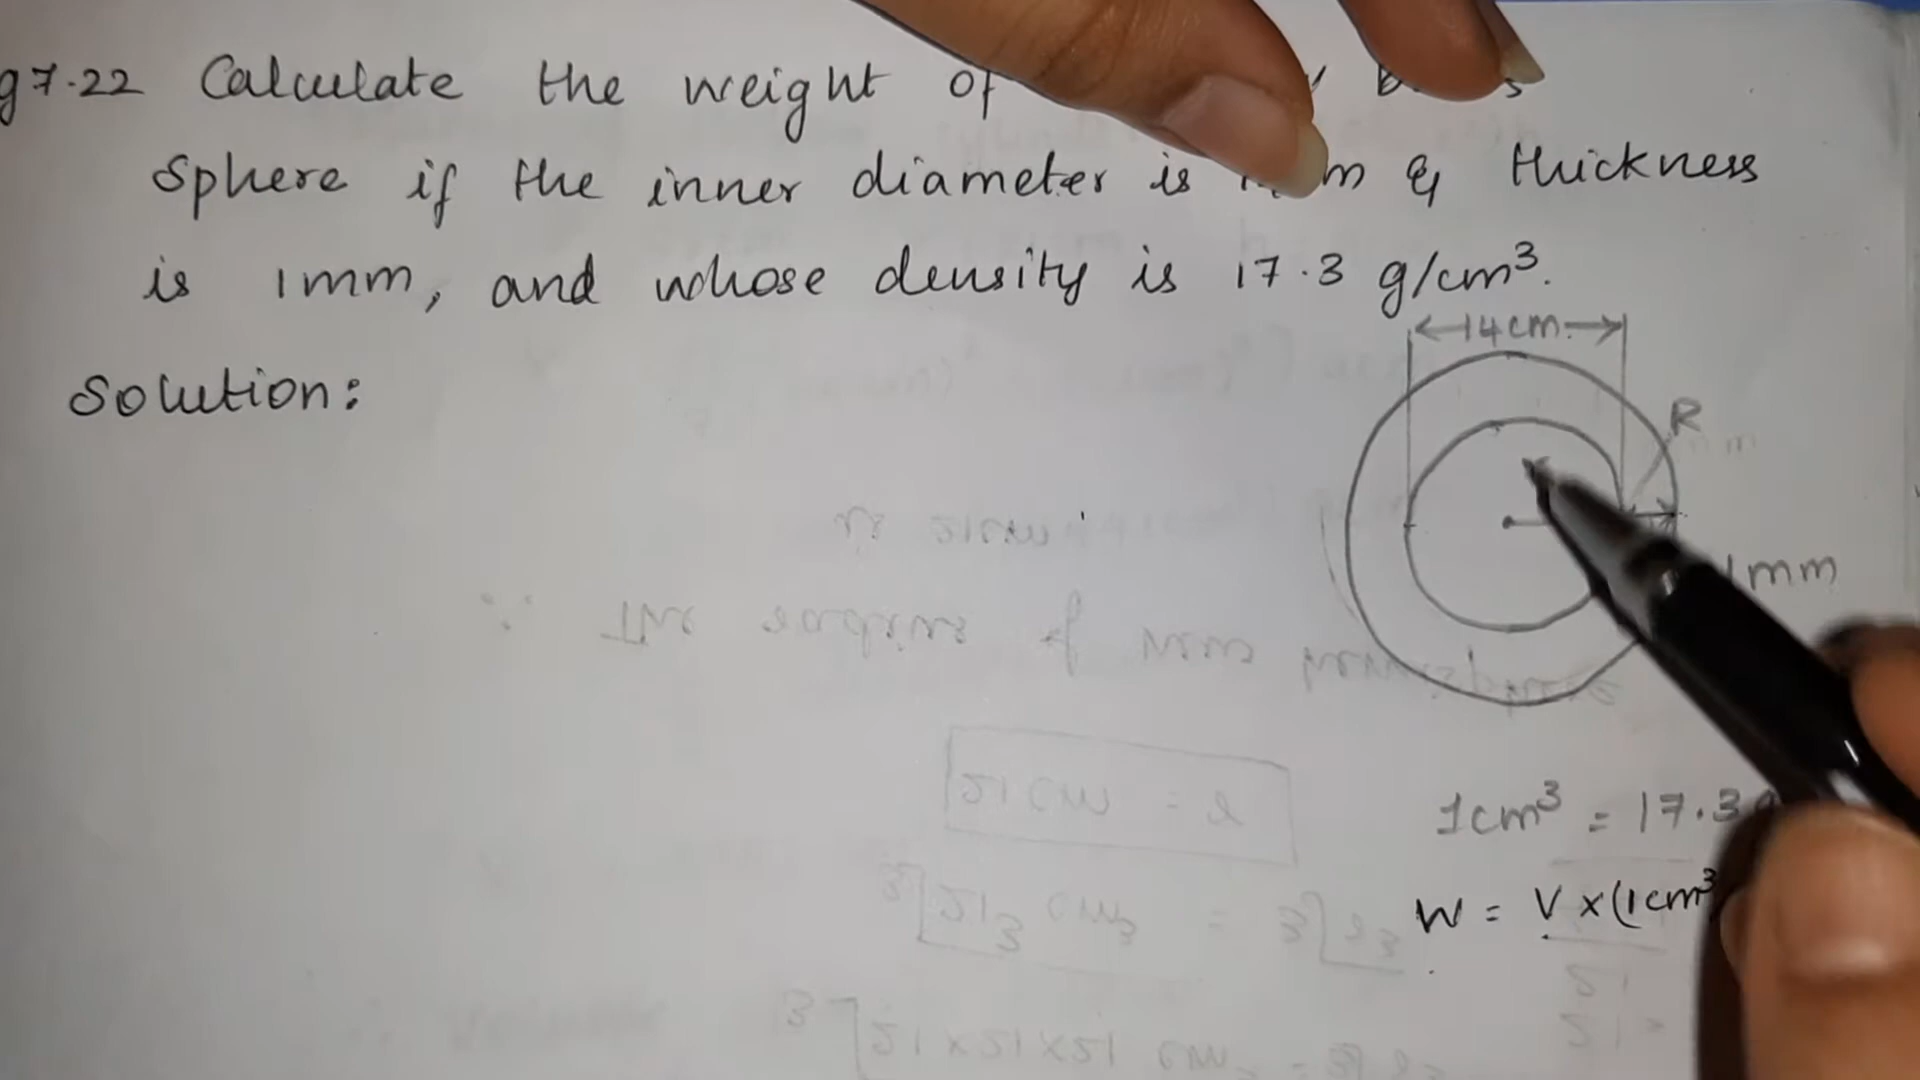 g7.22 Calculate the weight of
Sphere if the inner diameter is m & thickness
is 1mm, and whose density is 17.3 g/cm³.
Solution:
14cm
R
1mm
1cm³ = 17.3
W = V × (1cm³